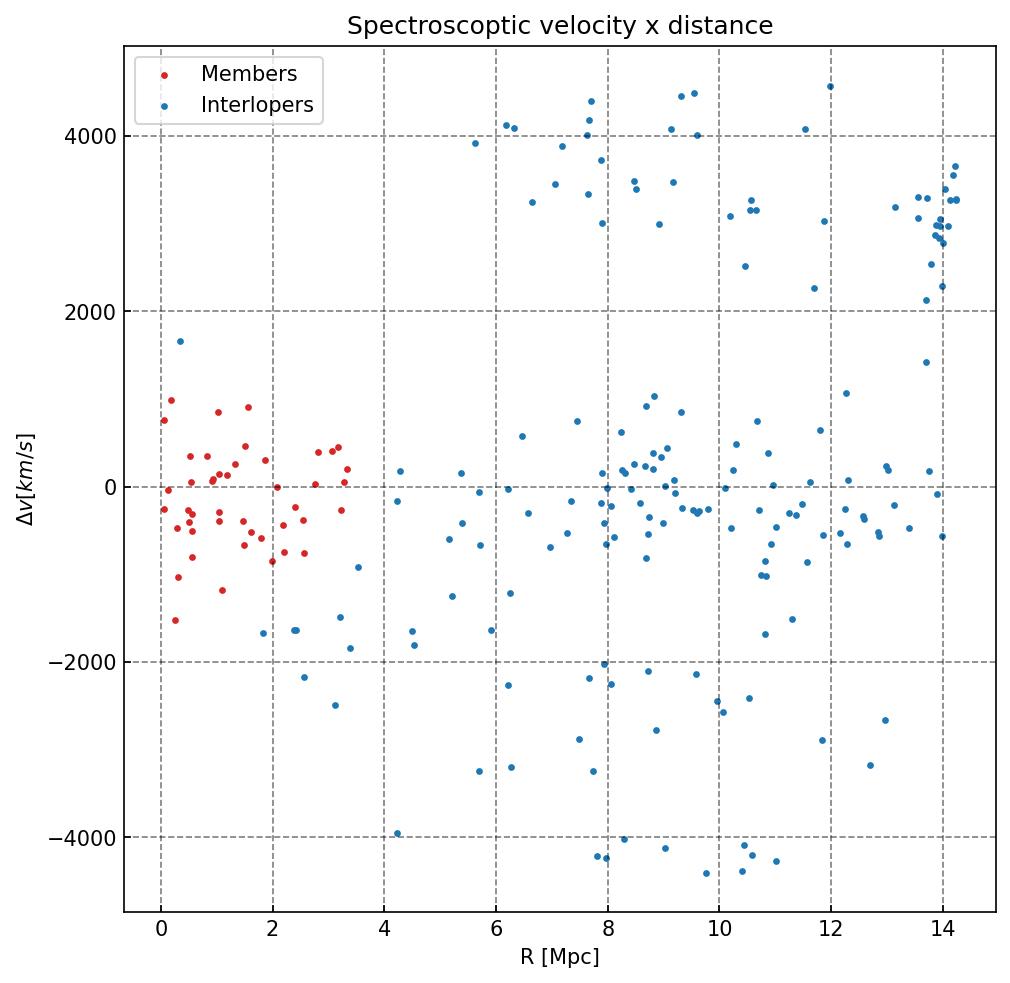 Spectroscoptic velocity x distance
Members
Interlopers
4000
2000
0
−2000
−4000
Δv[km/s]
0 2 4 6 8 10 12 14
R [Mpc]